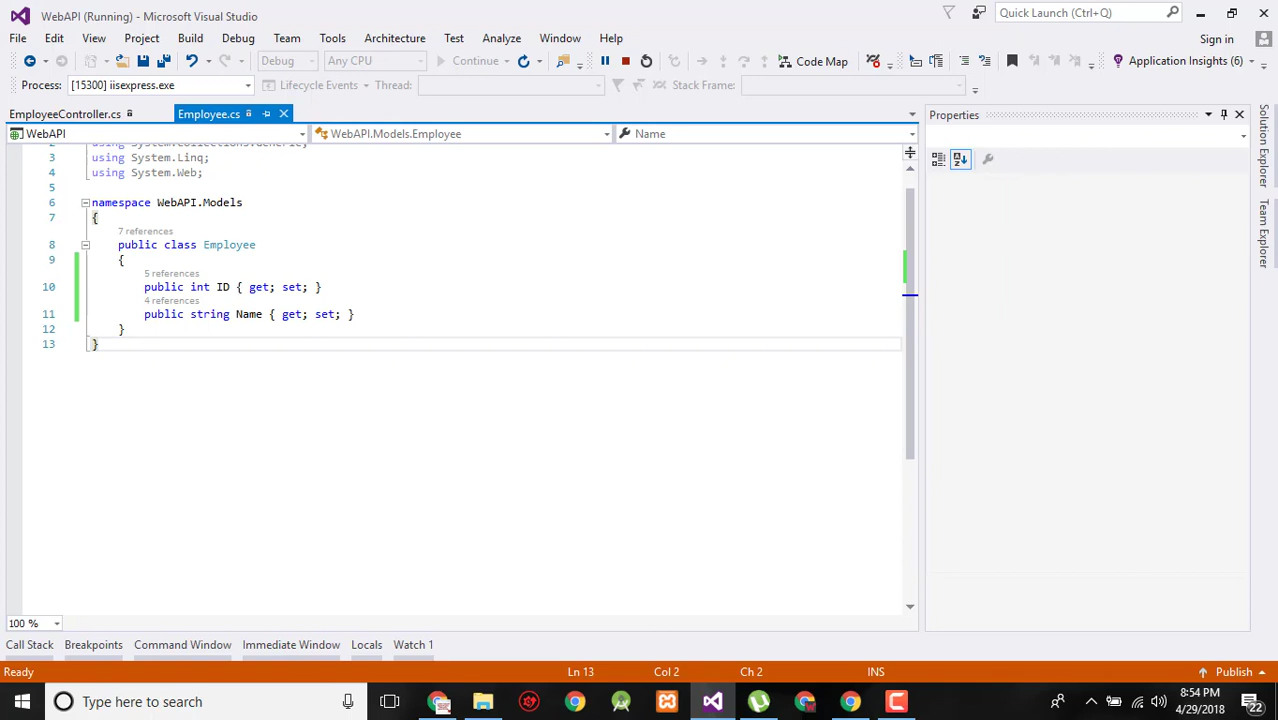 WebAPI (Running) - Microsoft Visual Studio
Quick Launch (Ctrl+Q)
File Edit View Project Build Debug Team Tools Architecture Test Analyze Window Help
Sign in
Debug Any CPU Continue Code Map Application Insights (6)
Process: [15300] iisexpress.exe Lifecycle Events Thread: Stack Frame:
EmployeeController.cs Employee.cs
Properties
WebAPI WebAPI.Models.Employee Name
2 using System.Collections.Generic;
3 using System.Linq;
4 using System.Web;
5
6 namespace WebAPI.Models
7 {
7 references
8 public class Employee
9 {
5 references
10 public int ID { get; set; }
4 references
11 public string Name { get; set; }
12 }
13 }
Solution Explorer
Team Explorer
100 %
Call Stack Breakpoints Command Window Immediate Window Locals Watch 1
Ready Ln 13 Col 2 Ch 2 INS Publish
Type here to search
8:54 PM
4/29/2018
22